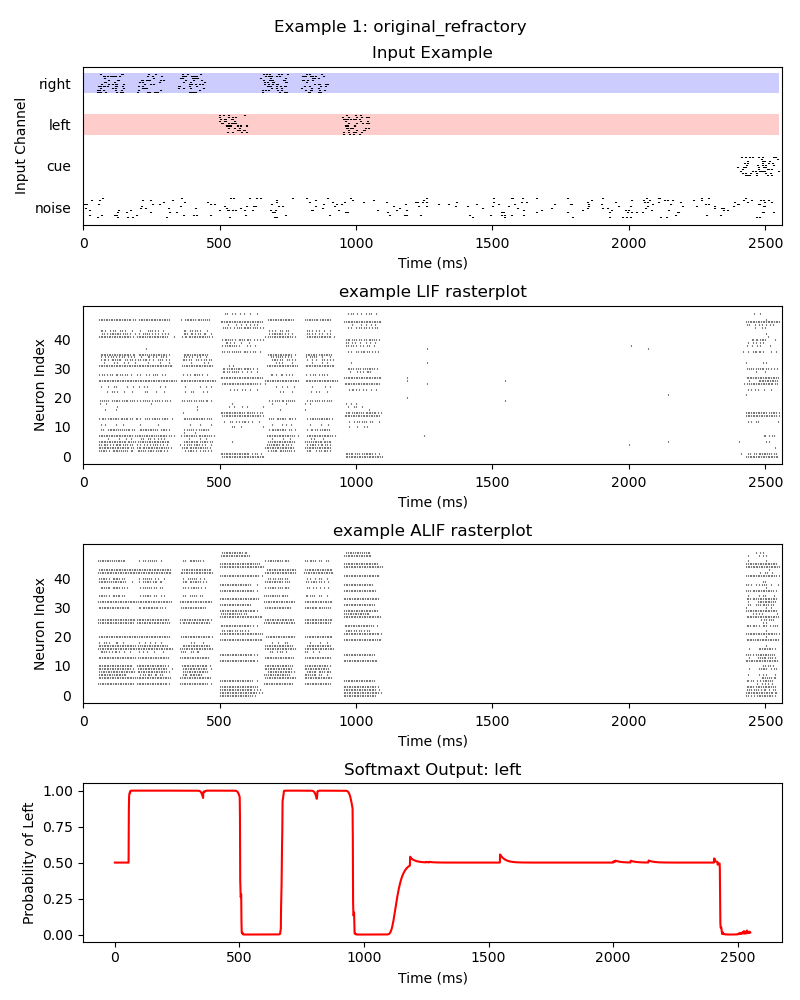 Example 1: original_refractory
Input Example
Input Channel
right
left
cue
noise
0 500 1000 1500 2000 2500
Time (ms)
example LIF rasterplot
Neuron Index
40
30
20
10
0
0 500 1000 1500 2000 2500
Time (ms)
example ALIF rasterplot
Neuron Index
40
30
20
10
0
0 500 1000 1500 2000 2500
Time (ms)
Softmaxt Output: left
Probability of Left
1.00
0.75
0.50
0.25
0.00
0 500 1000 1500 2000 2500
Time (ms)